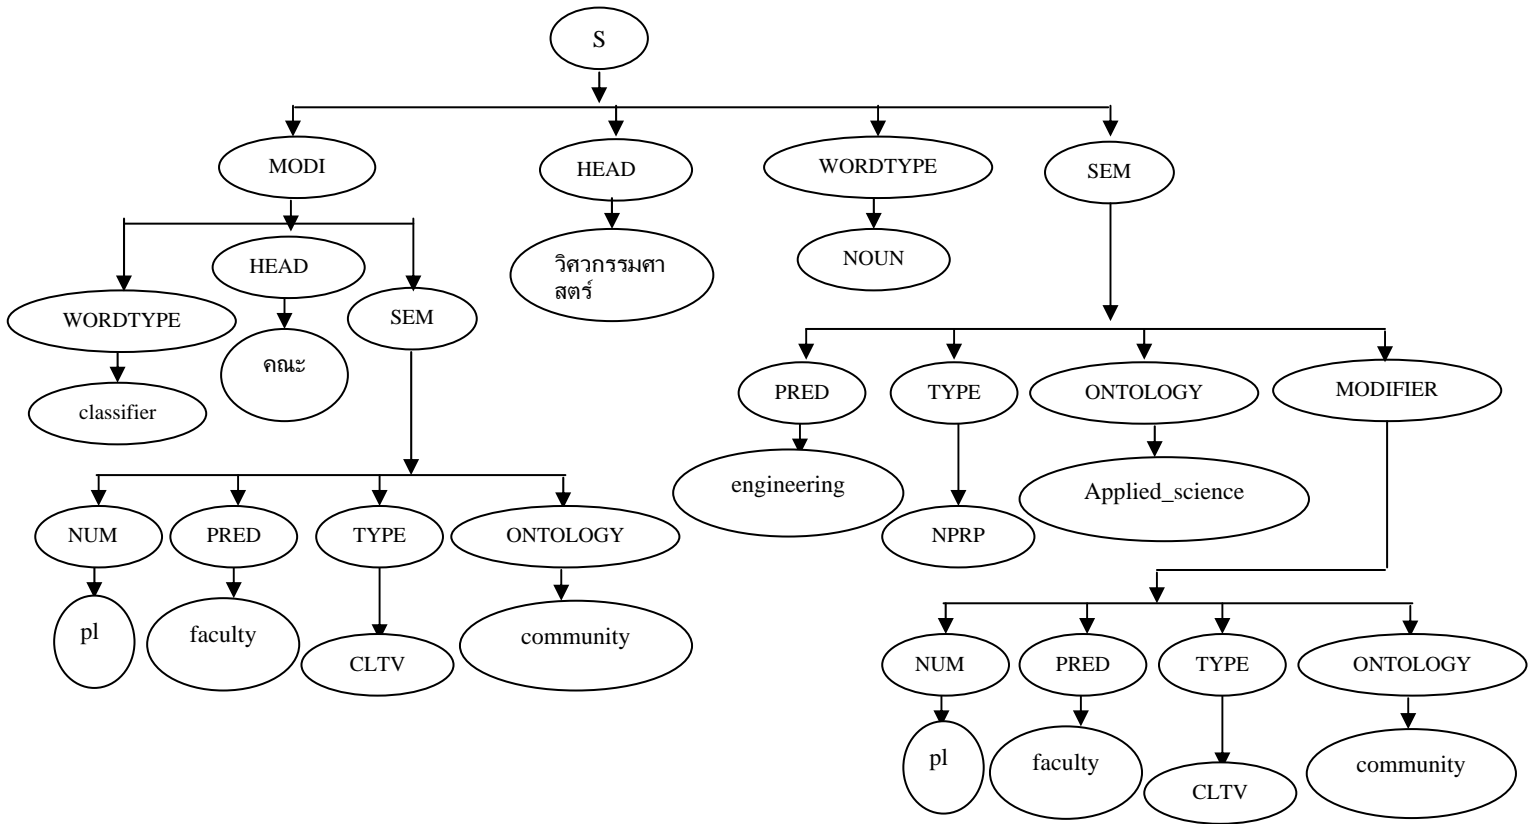 S
MODI
HEAD
WORDTYPE
SEM
HEAD
WORDTYPE
SEM
วิศวกรรมศา
สตร์
NOUN
classifier
คณะ
PRED
TYPE
ONTOLOGY
MODIFIER
engineering
NPRP
Applied_science
NUM
PRED
TYPE
ONTOLOGY
pl
faculty
CLTV
community
NUM
PRED
TYPE
ONTOLOGY
pl
faculty
CLTV
community